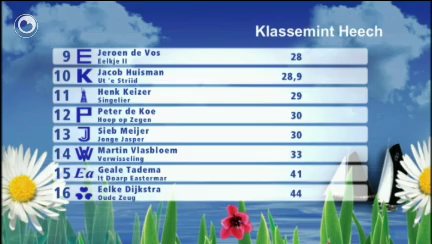 Klassemint Heech
9 E Jeroen de Vos 28
Eelkje II
10 K Jacob Huisman 28,9
Ut 'e Striid
11 Henk Keizer 29
Singelier
12 P Peter de Koe 30
Hoop op Zegen
13 J Sieb Meijer 30
Jonge Jasper
14 W Martin Vlasbloem 33
Verwisseling
15 Ea Geale Tadema 41
It Doarp Eastermar
16 Eelke Dijkstra 44
Oude Zeug